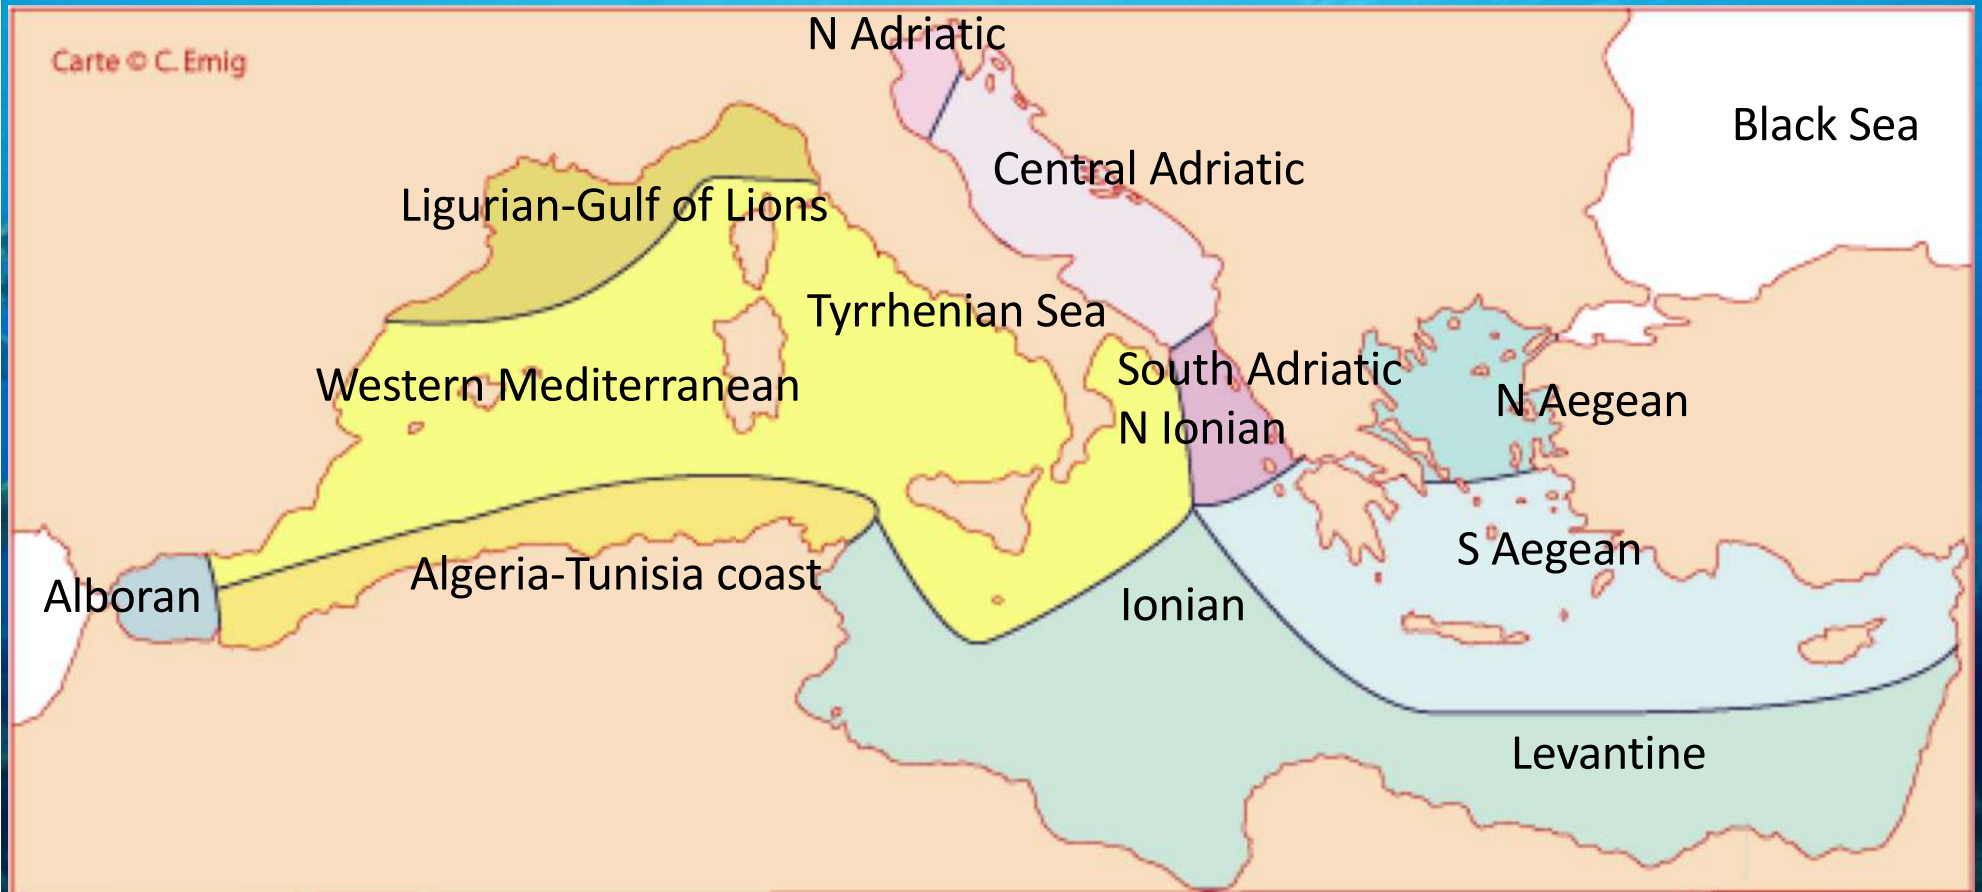 N Adriatic
Carte © C. Emig
Black Sea
Central Adriatic
Ligurian-Gulf of Lions
Tyrrhenian Sea
Western Mediterranean
South Adriatic
N Ionian
N Aegean
S Aegean
Algeria-Tunisia coast
Alboran
Ionian
Levantine